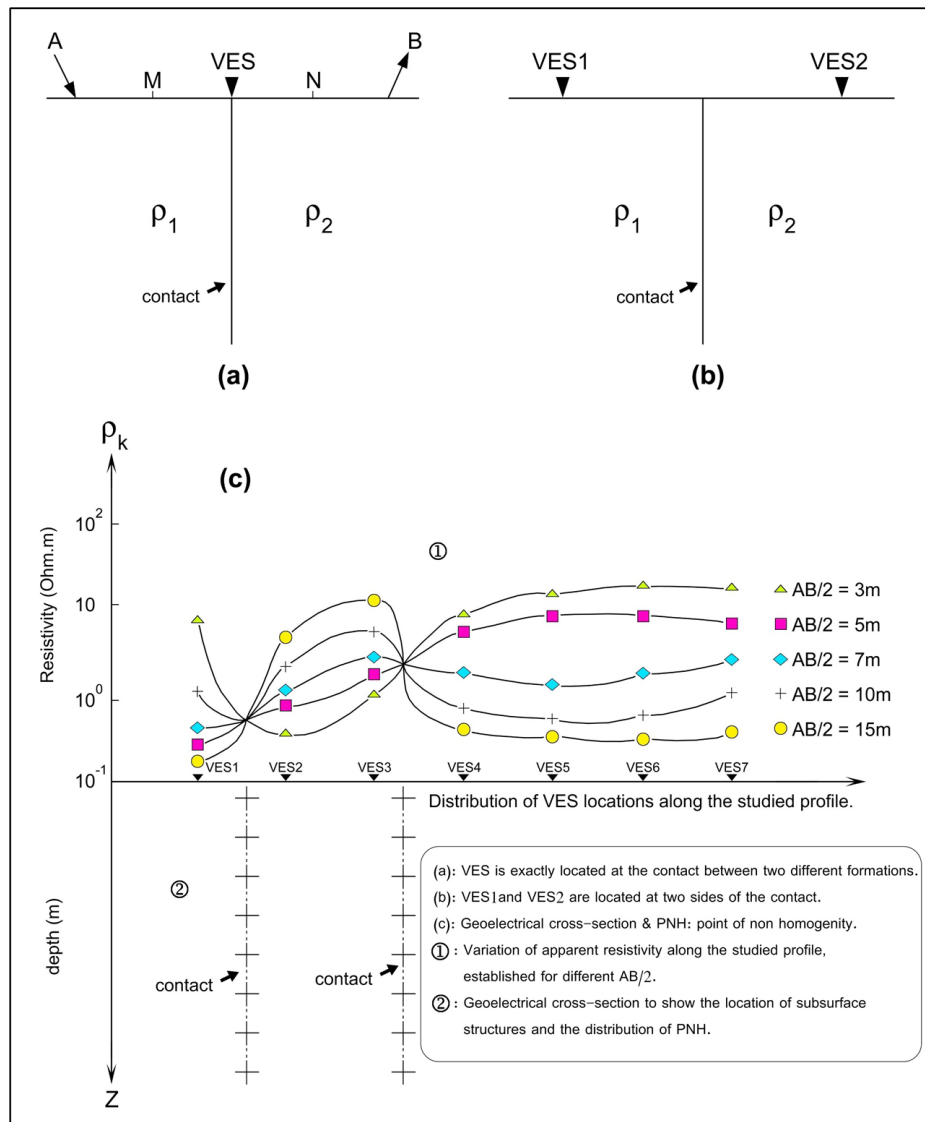 A
B
VES
M
N
ρ1
ρ2
contact
(a)
VES1
VES2
ρ1
ρ2
contact
(b)
ρk
(c)
Resistivity (Ohm.m)
10²
10
10⁰
10⁻¹
①
AB/2 = 3m
AB/2 = 5m
AB/2 = 7m
AB/2 = 10m
AB/2 = 15m
VES1 VES2 VES3 VES4 VES5 VES6 VES7
Distribution of VES locations along the studied profile.
②
depth (m)
contact
contact
Z
(a): VES is exactly located at the contact between two different formations.
(b): VES1and VES2 are located at two sides of the contact.
(c): Geoelectrical cross-section & PNH: point of non homogenity.
①: Variation of apparent resistivity along the studied profile,
established for different AB/2.
②: Geoelectrical cross-section to show the location of subsurface
structures and the distribution of PNH.